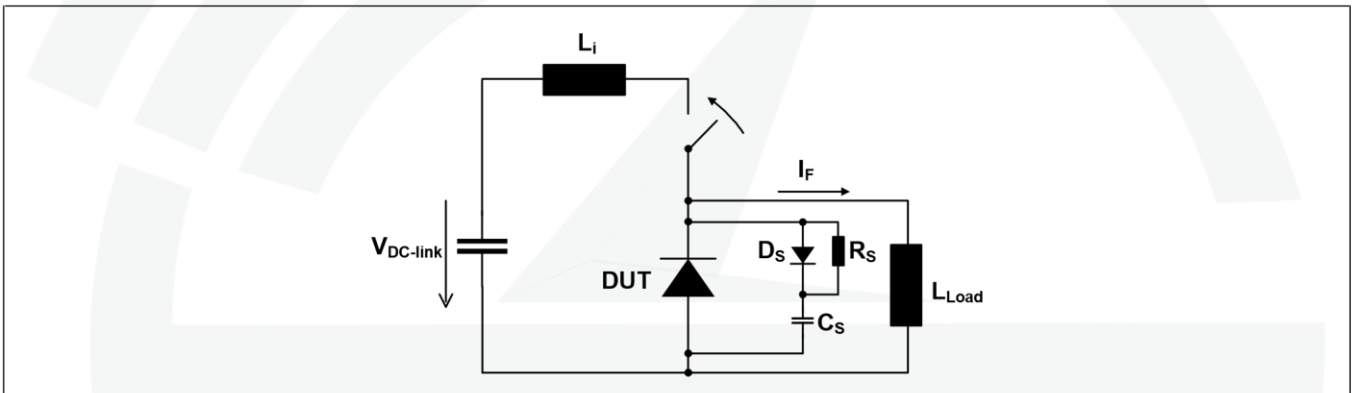 Li
IF
VDC-link
DS
RS
DUT
LLoad
CS